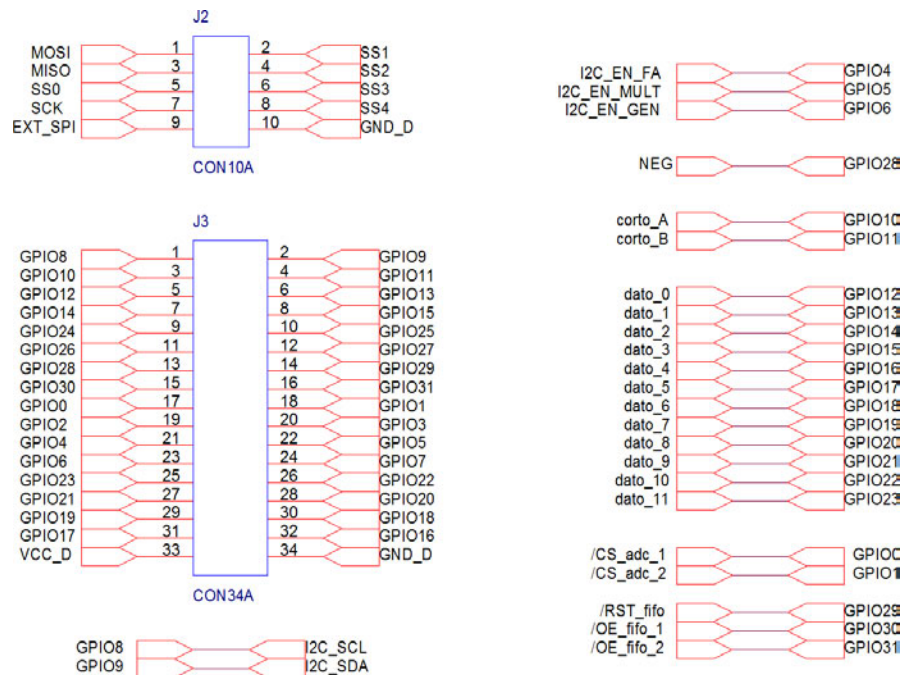 J2
MOSI 1 2 SS1
MISO 3 4 SS2
SS0 5 6 SS3
SCK 7 8 SS4
EXT_SPI 9 10 GND_D
CON10A
J3
GPIO8 1 2 GPIO9
GPIO10 3 4 GPIO11
GPIO12 5 6 GPIO13
GPIO14 7 8 GPIO15
GPIO24 9 10 GPIO25
GPIO26 11 12 GPIO27
GPIO28 13 14 GPIO29
GPIO30 15 16 GPIO31
GPIO0 17 18 GPIO1
GPIO2 19 20 GPIO3
GPIO4 21 22 GPIO5
GPIO6 23 24 GPIO7
GPIO23 25 26 GPIO22
GPIO21 27 28 GPIO20
GPIO19 29 30 GPIO18
GPIO17 31 32 GPIO16
VCC_D 33 34 GND_D
CON34A
GPIO8 I2C_SCL
GPIO9 I2C_SDA
I2C_EN_FA GPIO4
I2C_EN_MULT GPIO5
I2C_EN_GEN GPIO6
NEG GPIO28
corto_A GPIO10
corto_B GPIO11
dato_0 GPIO12
dato_1 GPIO13
dato_2 GPIO14
dato_3 GPIO15
dato_4 GPIO16
dato_5 GPIO17
dato_6 GPIO18
dato_7 GPIO19
dato_8 GPIO20
dato_9 GPIO21
dato_10 GPIO22
dato_11 GPIO23
/CS_adc_1 GPIO0
/CS_adc_2 GPIO1
/RST_fifo GPIO29
/OE_fifo_1 GPIO30
/OE_fifo_2 GPIO31